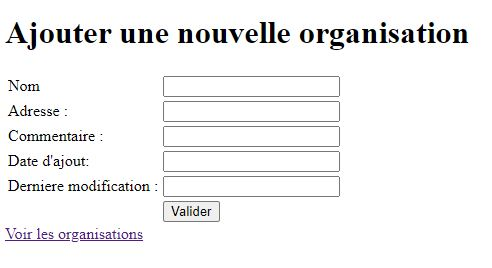 Ajouter une nouvelle organisation
Nom
Adresse :
Commentaire :
Date d'ajout:
Derniere modification :
Valider
Voir les organisations